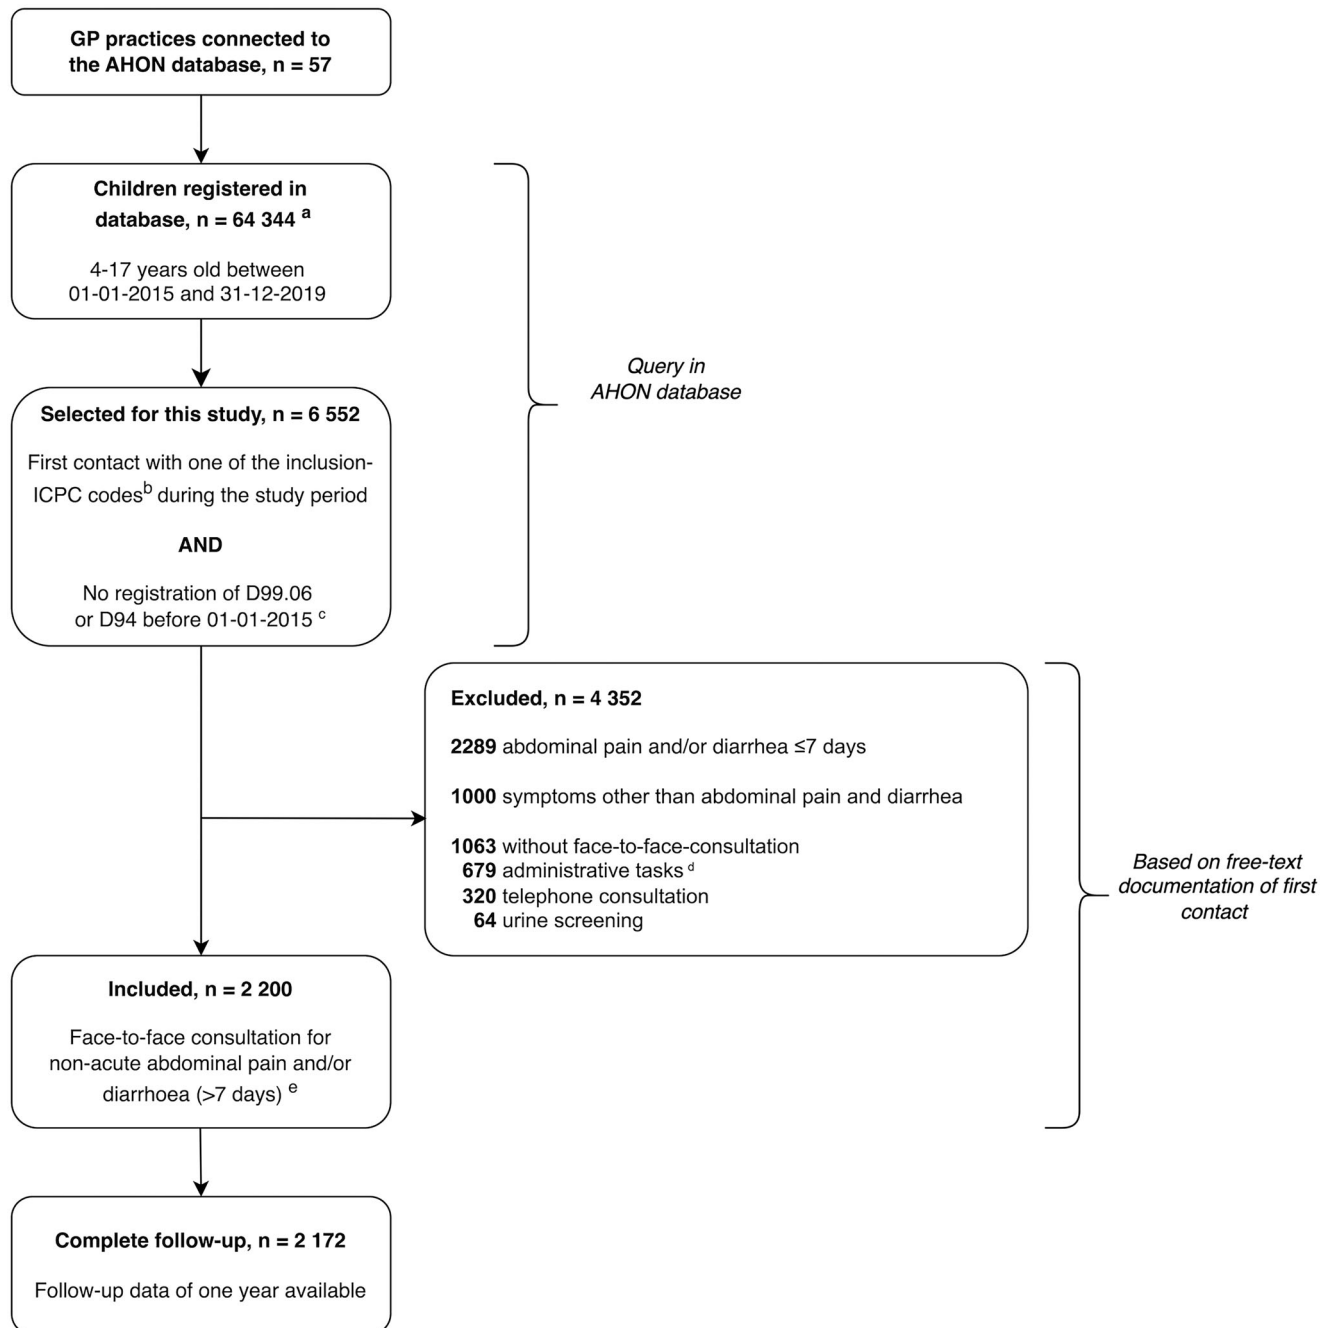 GP practices connected to
the AHON database, n = 57
Children registered in
database, n = 64 344 a
4-17 years old between
01-01-2015 and 31-12-2019
Query in
AHON database
Selected for this study, n = 6 552
First contact with one of the inclusion-
ICPC codesb during the study period
AND
No registration of D99.06
or D94 before 01-01-2015 c
Excluded, n = 4 352
2289 abdominal pain and/or diarrhea ≤7 days
1000 symptoms other than abdominal pain and diarrhea
1063 without face-to-face-consultation
679 administrative tasks d
320 telephone consultation
64 urine screening
Based on free-text
documentation of first
contact
Included, n = 2 200
Face-to-face consultation for
non-acute abdominal pain and/or
diarrhoea (>7 days) e
Complete follow-up, n = 2 172
Follow-up data of one year available